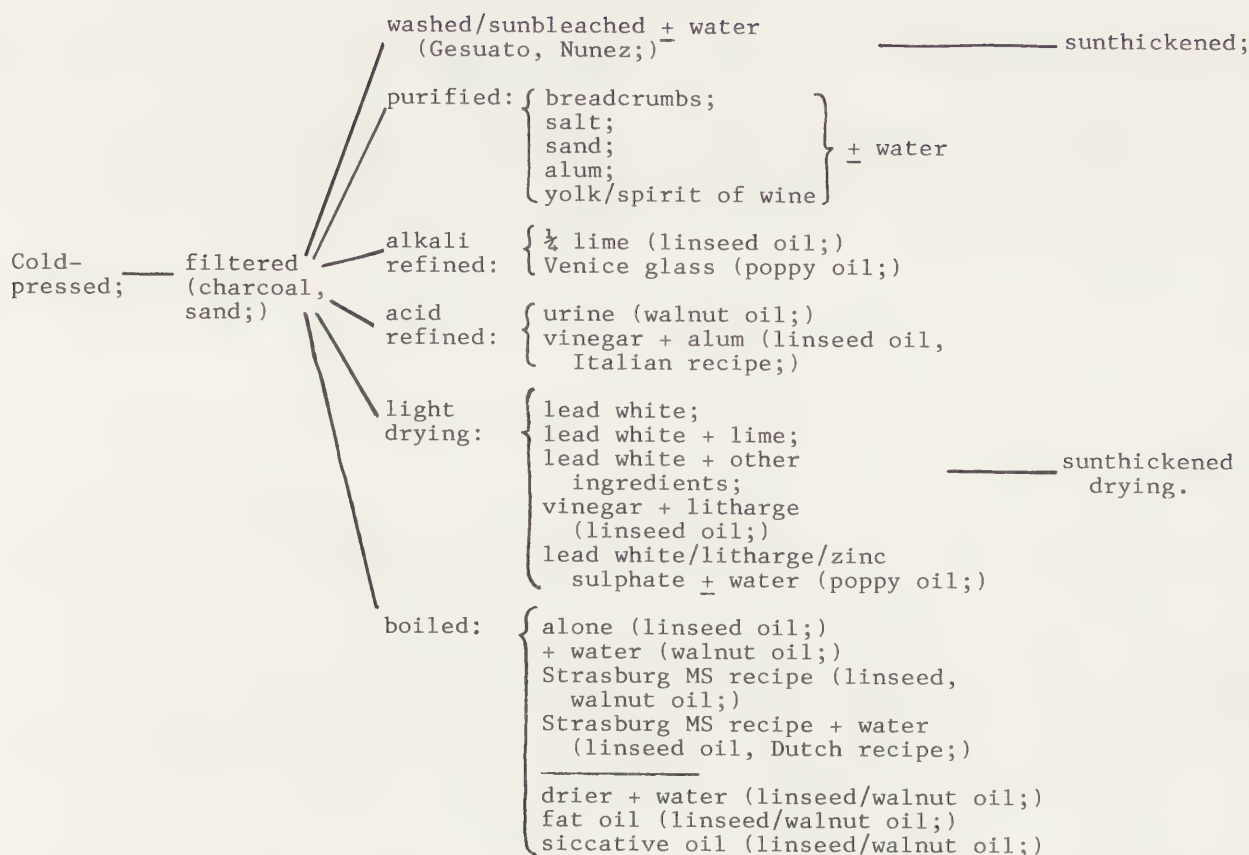 washed/sunbleached ± water
(Gesuato, Nunez;)
sunthickened;
purified:
breadcrumbs;
salt;
sand;
alum;
yolk/spirit of wine
± water
Cold-
pressed;
filtered
(charcoal,
sand;)
alkali
refined:
¼ lime (linseed oil;)
Venice glass (poppy oil;)
acid
refined:
urine (walnut oil;)
vinegar + alum (linseed oil,
Italian recipe;)
light
drying:
lead white;
lead white + lime;
lead white + other
ingredients;
vinegar + litharge
(linseed oil;)
lead white/litharge/zinc
sulphate ± water (poppy oil;)
sunthickened
drying.
boiled:
alone (linseed oil;)
+ water (walnut oil;)
Strasburg MS recipe (linseed,
walnut oil;)
Strasburg MS recipe + water
(linseed oil, Dutch recipe;)
drier + water (linseed/walnut oil;)
fat oil (linseed/walnut oil;)
siccative oil (linseed/walnut oil;)